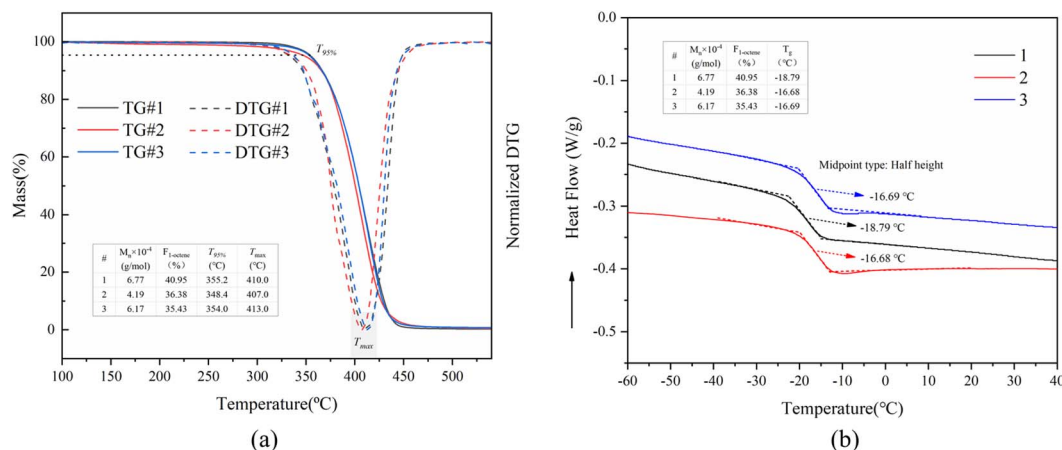 100
80
60
40
20
0
Mass(%)
T95%
TG#1
TG#2
TG#3
DTG#1
DTG#2
DTG#3
# Mn×10-4 (g/mol) F1-octene (%) T95% (℃) Tmax (℃)
1 6.77 40.95 355.2 410.0
2 4.19 36.38 348.4 407.0
3 6.17 35.43 354.0 413.0
Tmax
Normalized DTG
100 150 200 250 300 350 400 450 500
Temperature(ºC)
(a)
-0.0
-0.1
-0.2
-0.3
-0.4
-0.5
Heat Flow (W/g)
# Mn×10-4 (g/mol) F1-octene (%) Tg (℃)
1 6.77 40.95 -18.79
2 4.19 36.38 -16.68
3 6.17 35.43 -16.69
1
2
3
Midpoint type: Half height
-16.69 ℃
-18.79 ℃
-16.68 ℃
-60 -50 -40 -30 -20 -10 0 10 20 30 40
Temperature(℃)
(b)